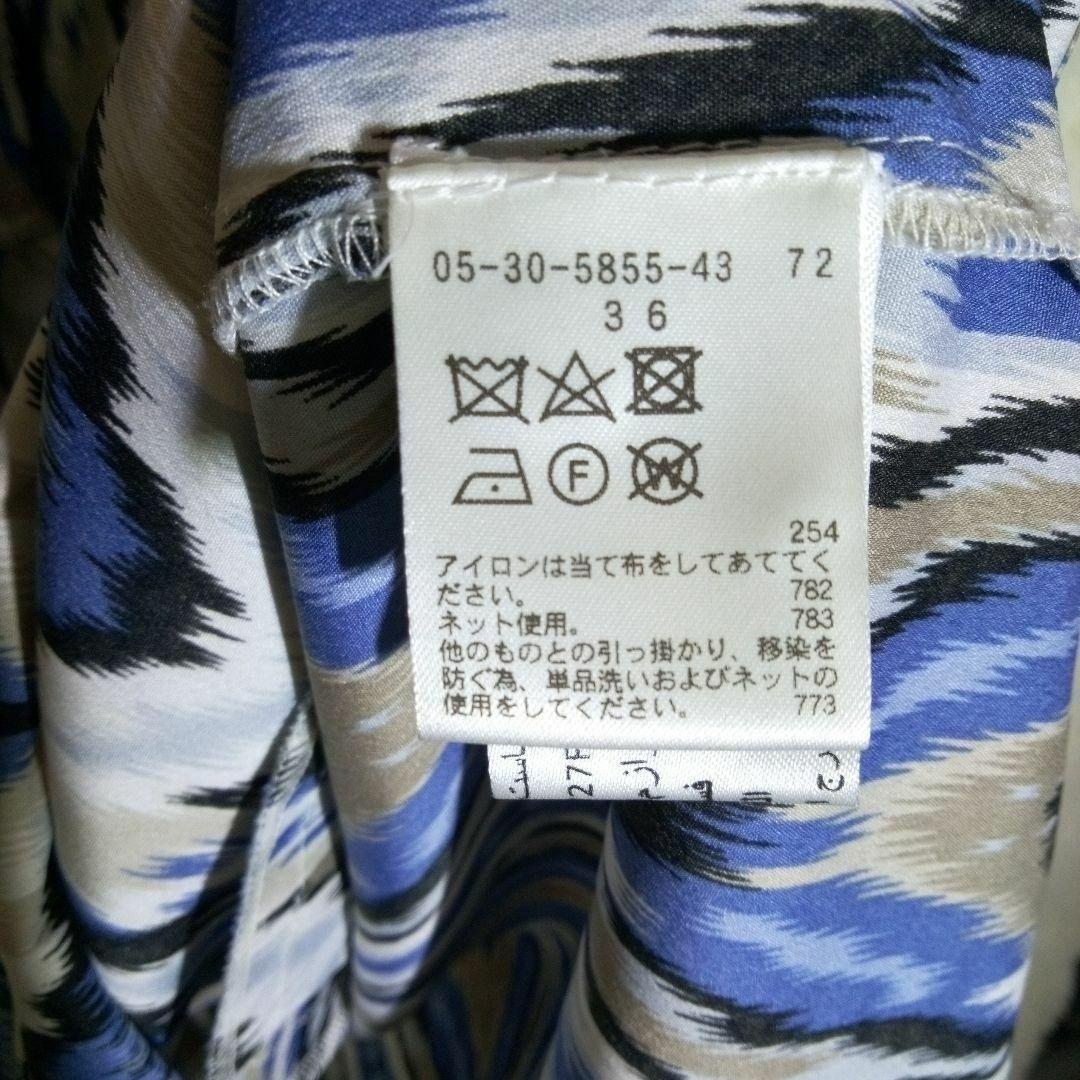 05-30-5855-43 72
36
F
W
254
アイロンは当て布をしてあててく
ださい。 782
ネット使用。 783
他のものとの引っ掛かり、移染を
防ぐ為、単品洗いおよびネットの
使用をしてください。 773
27F